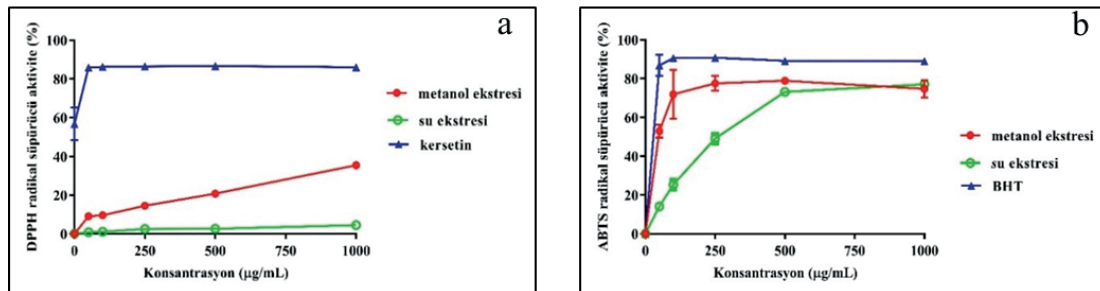 a
DPPH radikal süpürücü aktivite (%)
100
80
60
40
20
0
0
250
500
750
1000
Konsantrasyon (µg/mL)
metanol ekstresi
su ekstresi
kersetin
b
ABTS radikal süpürücü aktivite (%)
100
80
60
40
20
0
0
250
500
750
1000
Konsantrasyon (µg/mL)
metanol ekstresi
su ekstresi
BHT